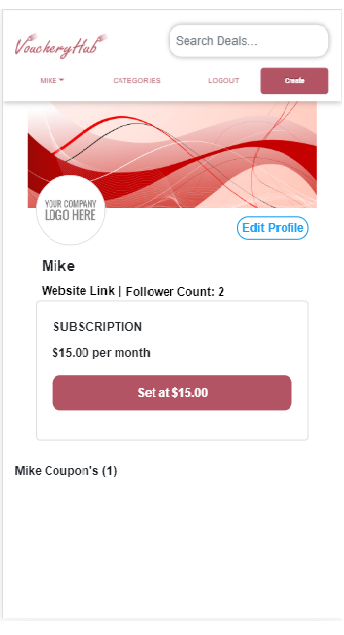 VoucheryHub
Search Deals...
MIKE CATEGORIES LOGOUT Create
YOUR COMPANY
LOGO HERE
Edit Profile
Mike
Website Link | Follower Count: 2
SUBSCRIPTION
$15.00 per month
Set at $15.00
Mike Coupon's (1)